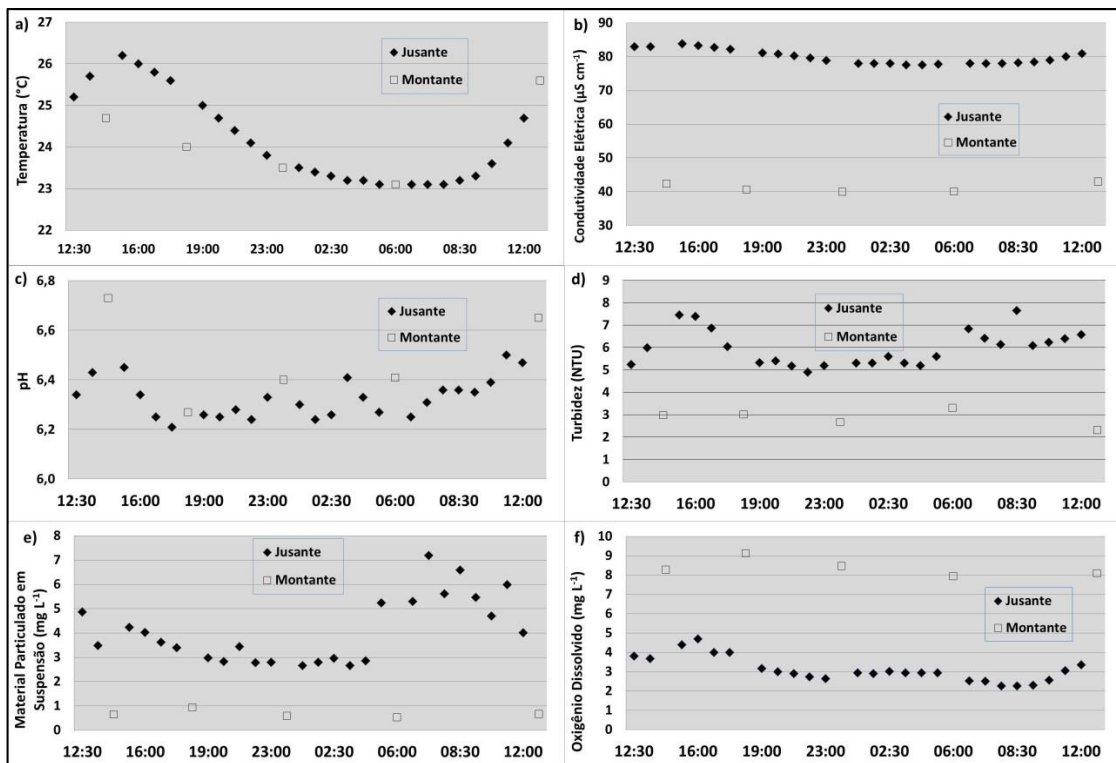 a)
27
26
25
24
23
22
Temperatura (°C)
Jusante
Montante
12:30 16:00 19:00 23:00 02:30 06:00 08:30 12:00
b)
90
80
70
60
50
40
30
Condutividade Elétrica (µS cm-1)
Jusante
Montante
12:30 16:00 19:00 23:00 02:30 06:00 08:30 12:00
c)
6,8
6,6
6,4
6,2
6,0
pH
Jusante
Montante
12:30 16:00 19:00 23:00 02:30 06:00 08:30 12:00
d)
9
8
7
6
5
4
3
2
1
0
Turbidez (NTU)
Jusante
Montante
12:30 16:00 19:00 23:00 02:30 06:00 08:30 12:00
e)
8
7
6
5
4
3
2
1
0
Material Particulado em
Suspensão (mg L-1)
Jusante
Montante
12:30 16:00 19:00 23:00 02:30 06:00 08:30 12:00
f)
10
9
8
7
6
5
4
3
2
1
0
Oxigênio Dissolvido (mg L-1)
Jusante
Montante
12:30 16:00 19:00 23:00 02:30 06:00 08:30 12:00